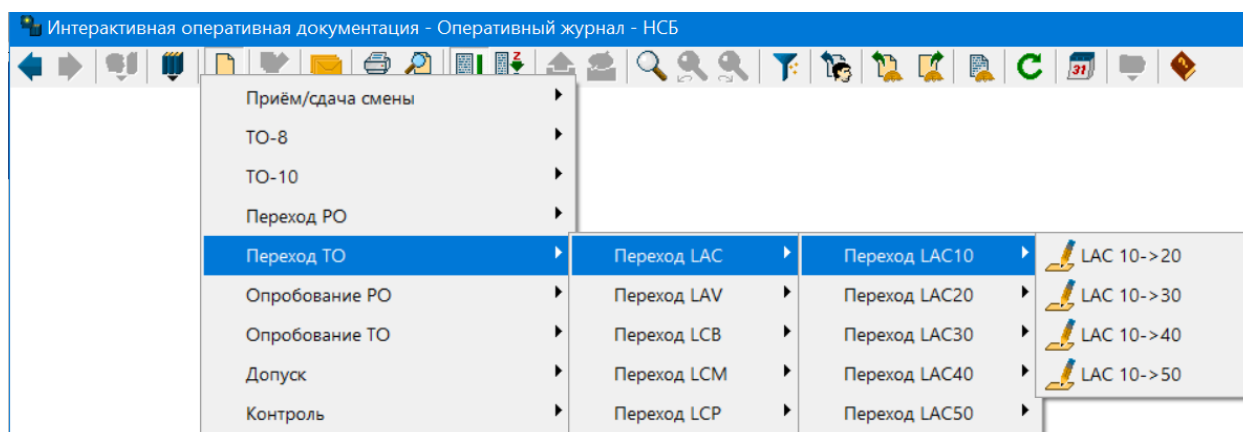 Интерактивная оперативная документация - Оперативный журнал - НСБ
31
Приём/сдача смены
ТО-8
ТО-10
Переход РО
Переход ТО
Переход LAC
Переход LAC10
LAC 10->20
Опробование РО
Переход LAV
Переход LAC20
LAC 10->30
Опробование ТО
Переход LCB
Переход LAC30
LAC 10->40
Допуск
Переход LCM
Переход LAC40
LAC 10->50
Контроль
Переход LCP
Переход LAC50